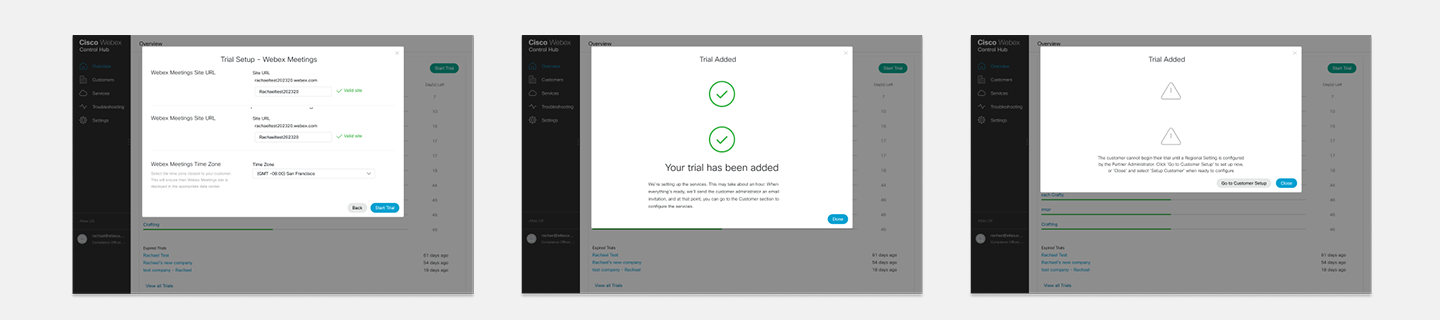 Cisco Webex
Control Hub
Overview
Customers
Services
Troubleshooting
Settings
Overview
Start Trial
Trial Setup - Webex Meetings
Webex Meetings Site URL
Site URL
rachaeltest202320.webex.com
Rachaeltest202320
Valid site
Webex Meetings Site URL
Site URL
rachaeltest202320.webex.com
Rachaeltest202320
Valid site
Webex Meetings Time Zone
Time Zone
Select the time zone closest to your customer.
This will ensure their Webex Meetings site is
deployed in the appropriate data center.
(GMT -08:00) San Francisco
Back
Start Trial
Crafting
Expired Trials
Rachael Test
61 days ago
Rachael's new company
54 days ago
test company - Rachael
18 days ago
View all Trials
Cisco Webex
Control Hub
Overview
Customers
Services
Troubleshooting
Settings
Overview
Start Trial
Trial Added
Your trial has been added
We're setting up the services. This may take about an hour. When
everything's ready, we'll send the customer administrator an email
invitation, and at that point, you can go to the Customer section to
configure the services.
Done
Expired Trials
Rachael Test
61 days ago
Rachael's new company
54 days ago
test company - Rachael
18 days ago
View all Trials
Cisco Webex
Control Hub
Overview
Customers
Services
Troubleshooting
Settings
Overview
Start Trial
Trial Added
The customer cannot begin their trial until a Regional Setting is configured
by the Partner Administrator. Click 'Go to Customer Setup' to set up now,
or 'Close' and select 'Setup Customer' when ready to configure.
Go to Customer Setup
Close
Crafting
Expired Trials
Rachael Test
61 days ago
Rachael's new company
54 days ago
test company - Rachael
18 days ago
View all Trials